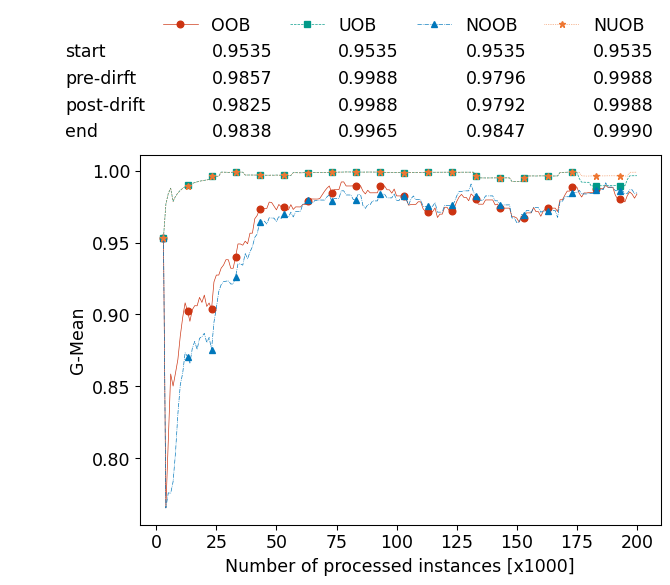 OOB UOB NOOB NUOB
start 0.9535 0.9535 0.9535 0.9535
pre-dirft 0.9857 0.9988 0.9796 0.9988
post-drift 0.9825 0.9988 0.9792 0.9988
end 0.9838 0.9965 0.9847 0.9990
1.00
0.95
0.90
0.85
0.80
G-Mean
0 25 50 75 100 125 150 175 200
Number of processed instances [x1000]